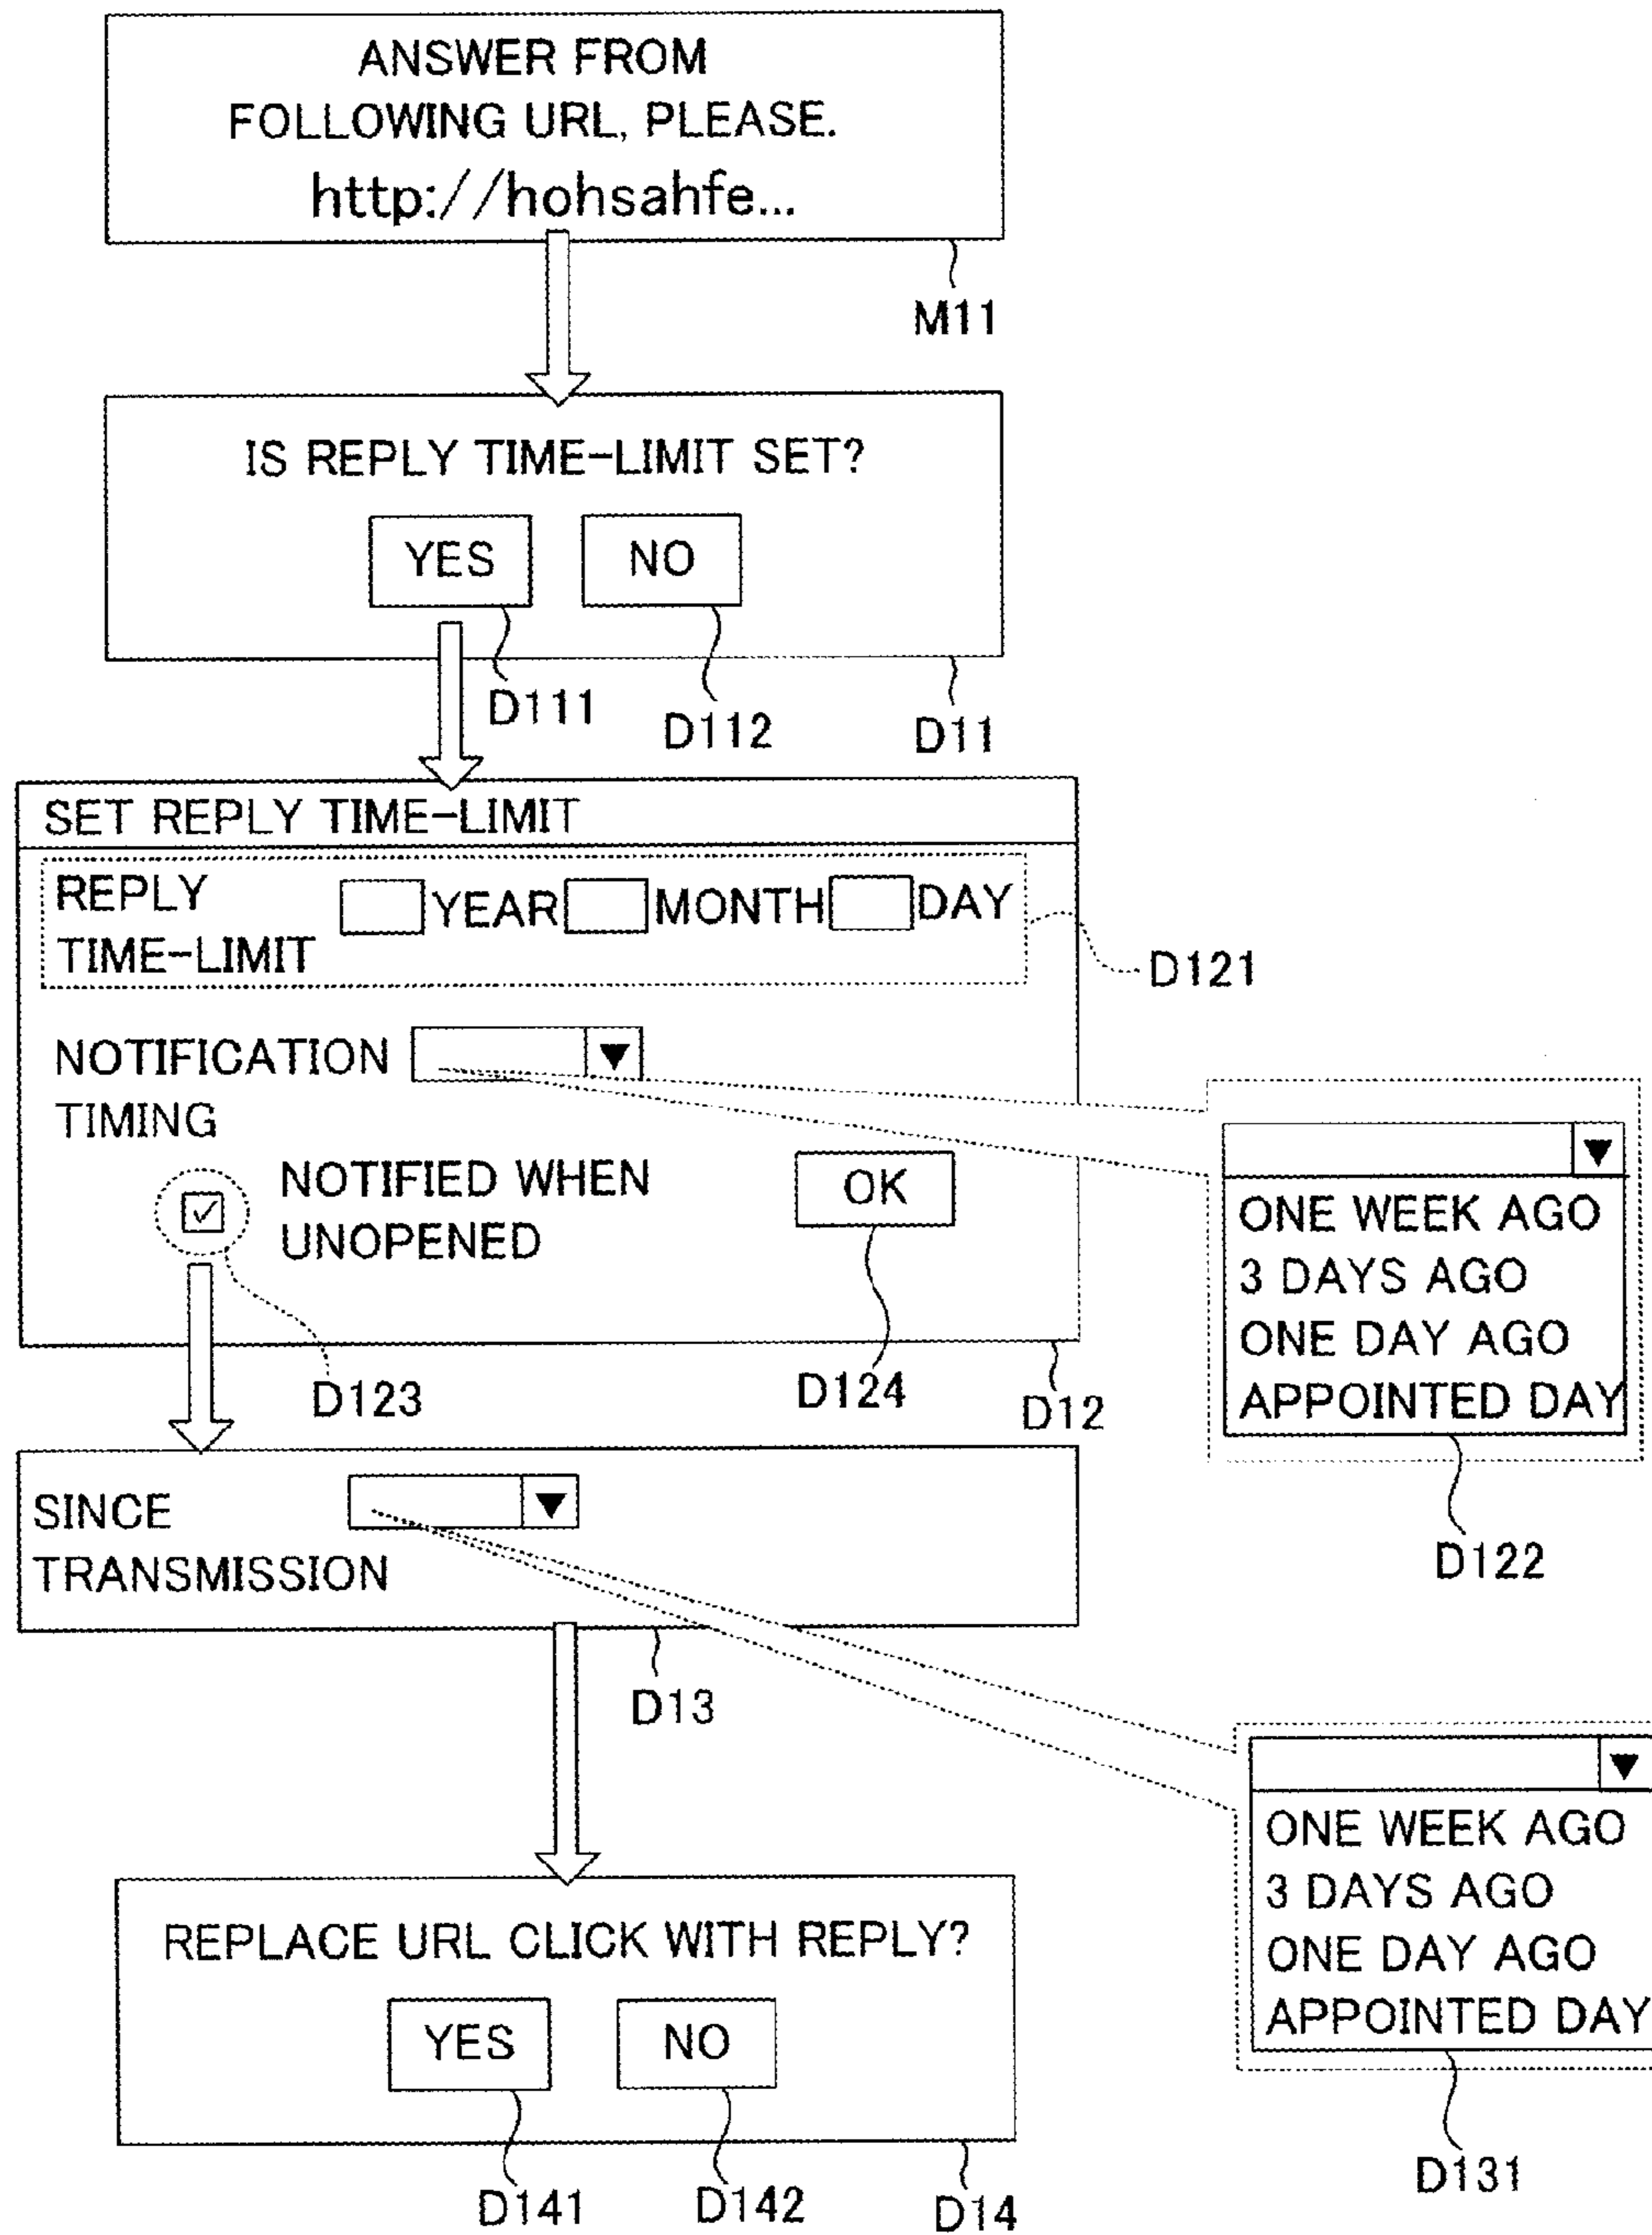 ANSWER FROM
FOLLOWING URL, PLEASE.
http://hohsahfe...
M11
IS REPLY TIME-LIMIT SET?
YES NO
D111
D112
D11
SET REPLY TIME-LIMIT
REPLY
TIME-LIMIT
YEAR MONTH DAY
D121
NOTIFICATION
TIMING
NOTIFIED WHEN
UNOPENED
OK
D123
D124
D12
ONE WEEK AGO
3 DAYS AGO
ONE DAY AGO
APPOINTED DAY
D122
SINCE
TRANSMISSION
D13
ONE WEEK AGO
3 DAYS AGO
ONE DAY AGO
APPOINTED DAY
D131
REPLACE URL CLICK WITH REPLY?
YES NO
D141
D142
D14